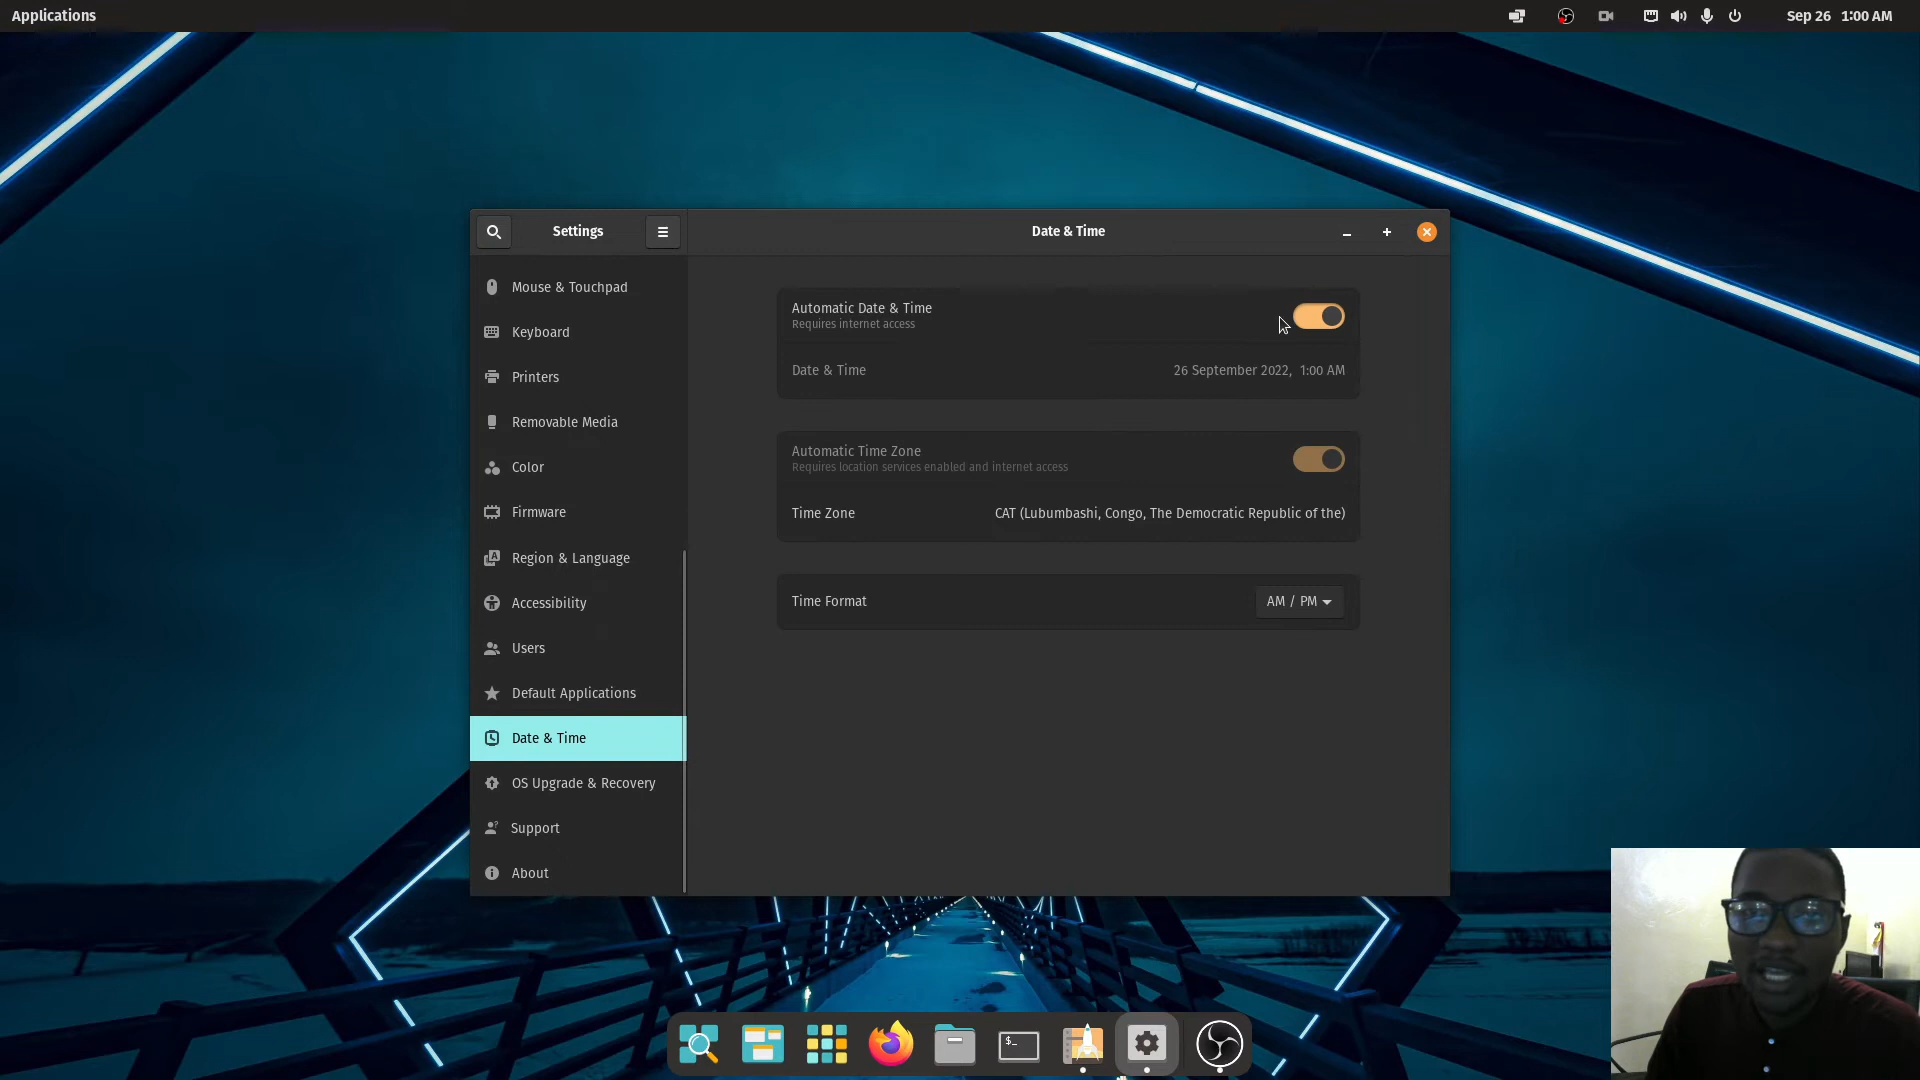 Applications
Sep 26 1:00 AM
Settings
Date & Time
Mouse & Touchpad
Keyboard
Printers
Removable Media
Color
Firmware
Region & Language
Accessibility
Users
Default Applications
Date & Time
OS Upgrade & Recovery
Support
About
Automatic Date & Time
Requires internet access
Date & Time 26 September 2022, 1:00 AM
Automatic Time Zone
Requires location services enabled and internet access
Time Zone CAT (Lubumbashi, Congo, The Democratic Republic of the)
Time Format AM / PM
$_